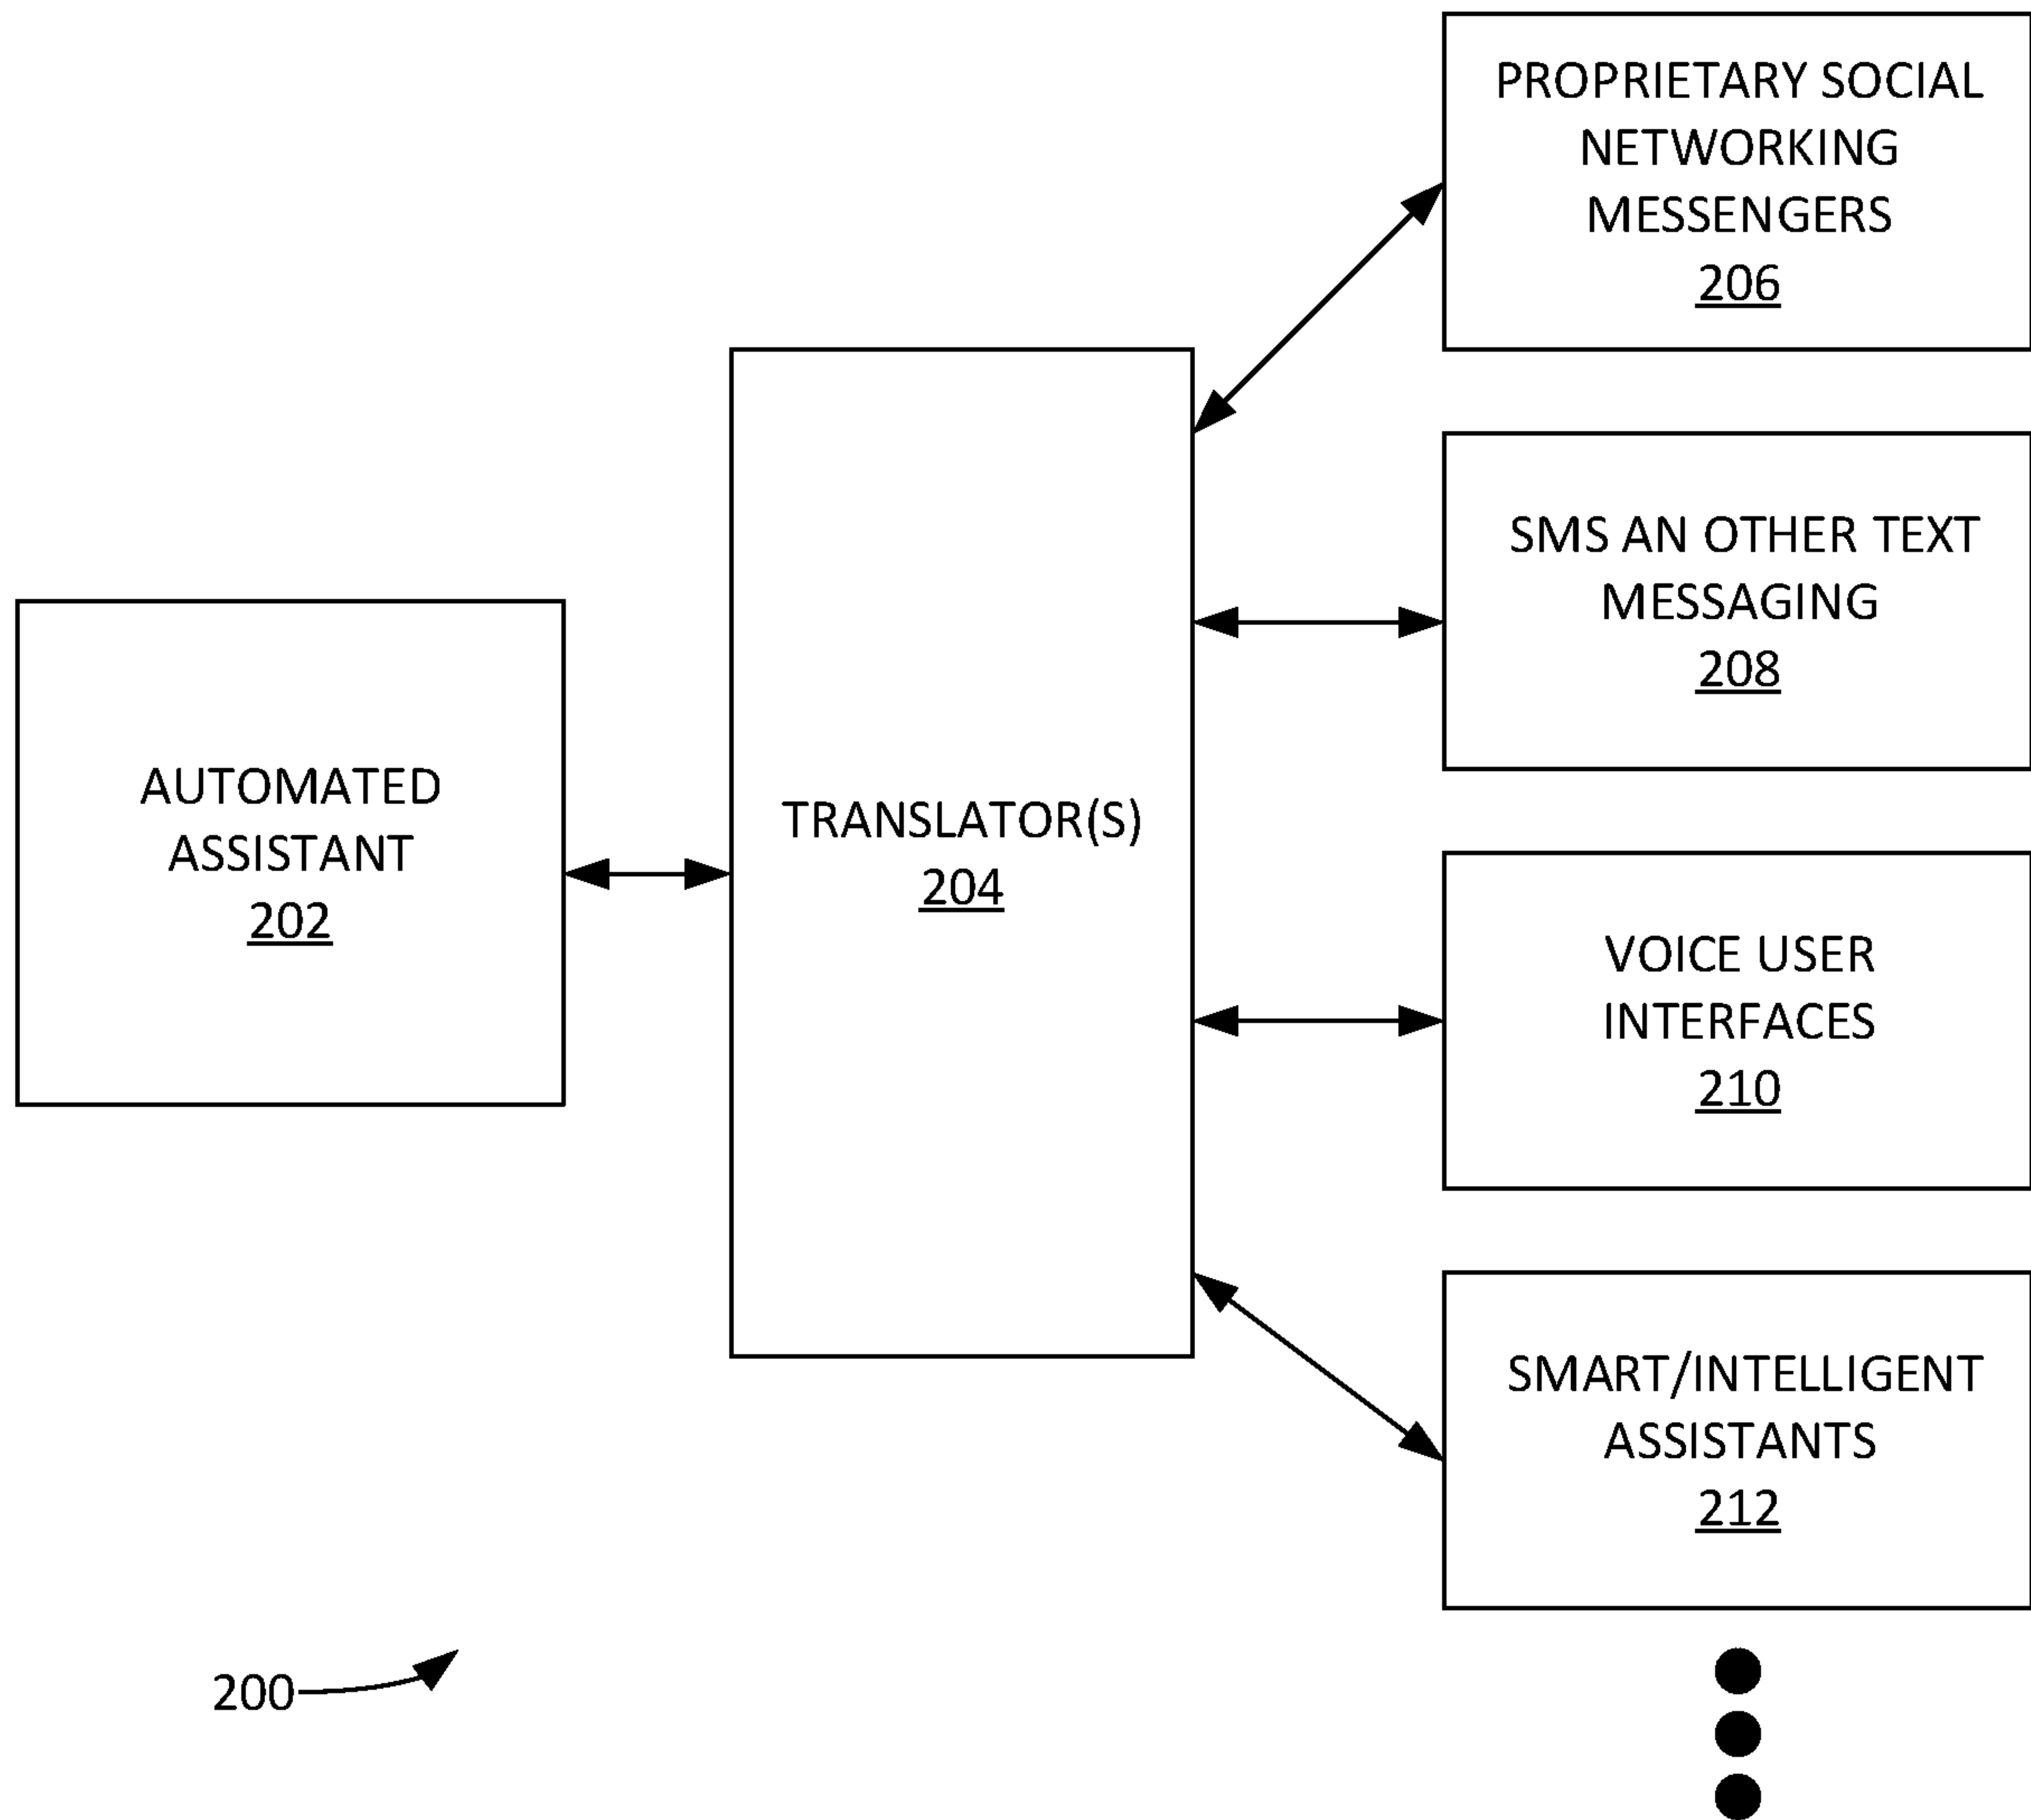 PROPRIETARY SOCIAL
NETWORKING
MESSENGERS
206
SMS AN OTHER TEXT
MESSAGING
208
AUTOMATED
ASSISTANT
202
TRANSLATOR(S)
204
VOICE USER
INTERFACES
210
SMART/INTELLIGENT
ASSISTANTS
212
200